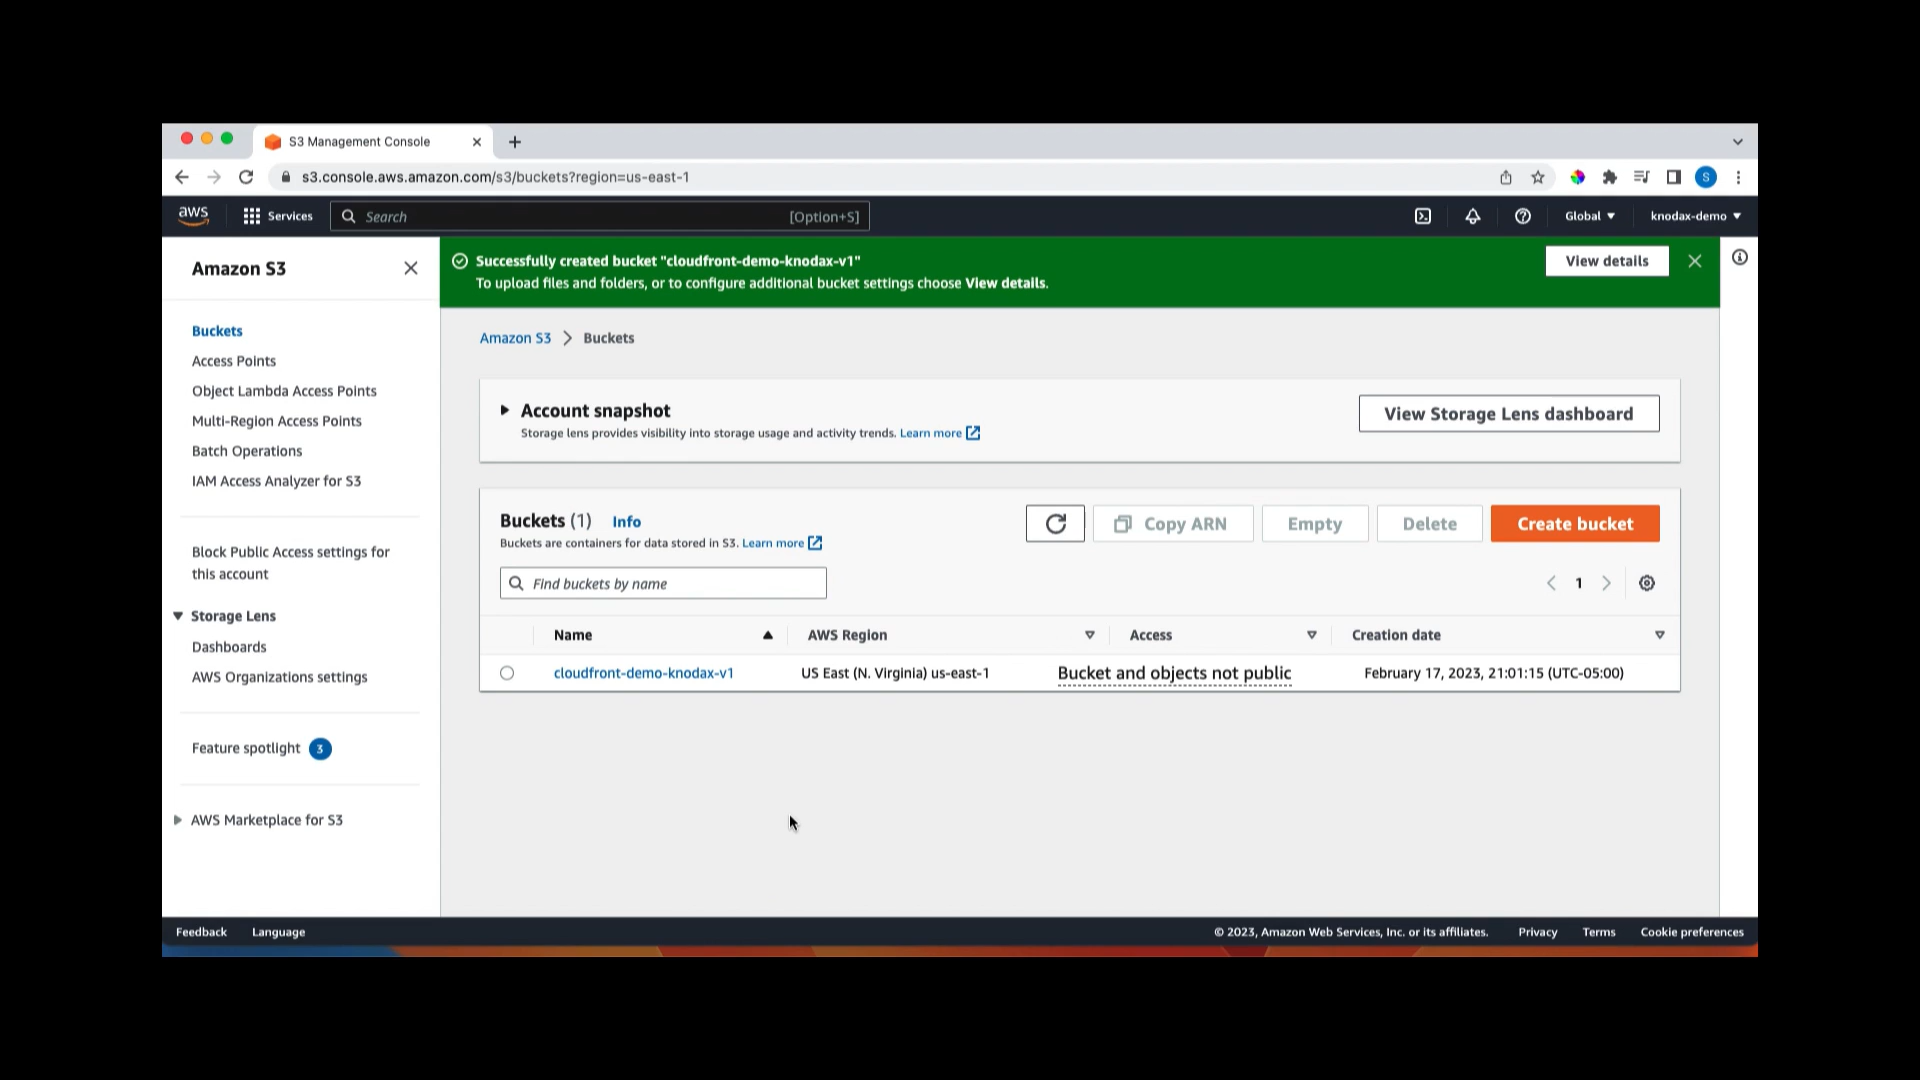 S3 Management Console
s3.console.aws.amazon.com/s3/buckets?region=us-east-1
S
aws
Services
Search
[Option+S]
Global
knodax-demo
Amazon S3
Buckets
Access Points
Object Lambda Access Points
Multi-Region Access Points
Batch Operations
IAM Access Analyzer for S3
Block Public Access settings for
this account
Storage Lens
Dashboards
AWS Organizations settings
Feature spotlight 3
AWS Marketplace for S3
Successfully created bucket "cloudfront-demo-knodax-v1"
To upload files and folders, or to configure additional bucket settings choose View details.
View details
Amazon S3 > Buckets
Account snapshot
Storage lens provides visibility into storage usage and activity trends. Learn more
View Storage Lens dashboard
Buckets (1) Info
Buckets are containers for data stored in S3. Learn more
Copy ARN
Empty
Delete
Create bucket
Find buckets by name
1
Name AWS Region Access Creation date
cloudfront-demo-knodax-v1 US East (N. Virginia) us-east-1 Bucket and objects not public February 17, 2023, 21:01:15 (UTC-05:00)
Feedback Language © 2023, Amazon Web Services, Inc. or its affiliates. Privacy Terms Cookie preferences